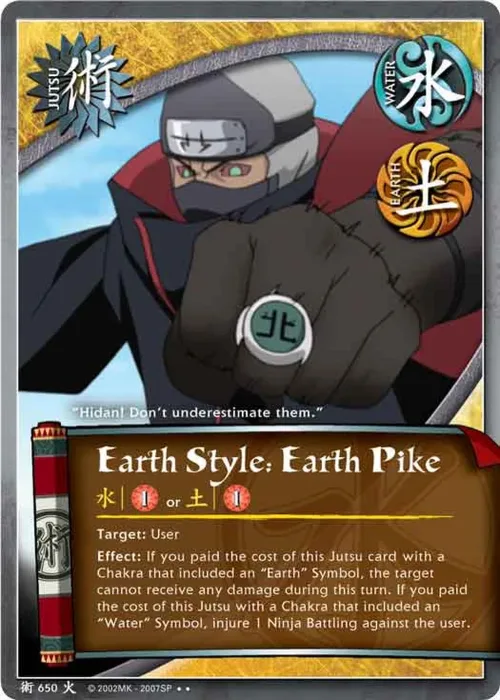 JUTSU 術
WATER 水
EARTH 土
北
"Hidan! Don't underestimate them."
Earth Style: Earth Pike
水 | 1 or 土 | 1
術
Target: User
Effect: If you paid the cost of this Jutsu card with a
Chakra that included an "Earth" Symbol, the target
cannot receive any damage during this turn. If you paid
the cost of this Jutsu with a Chakra that included an
"Water" Symbol, injure 1 Ninja Battling against the user.
術 650 火 © 2002MK - 2007SP